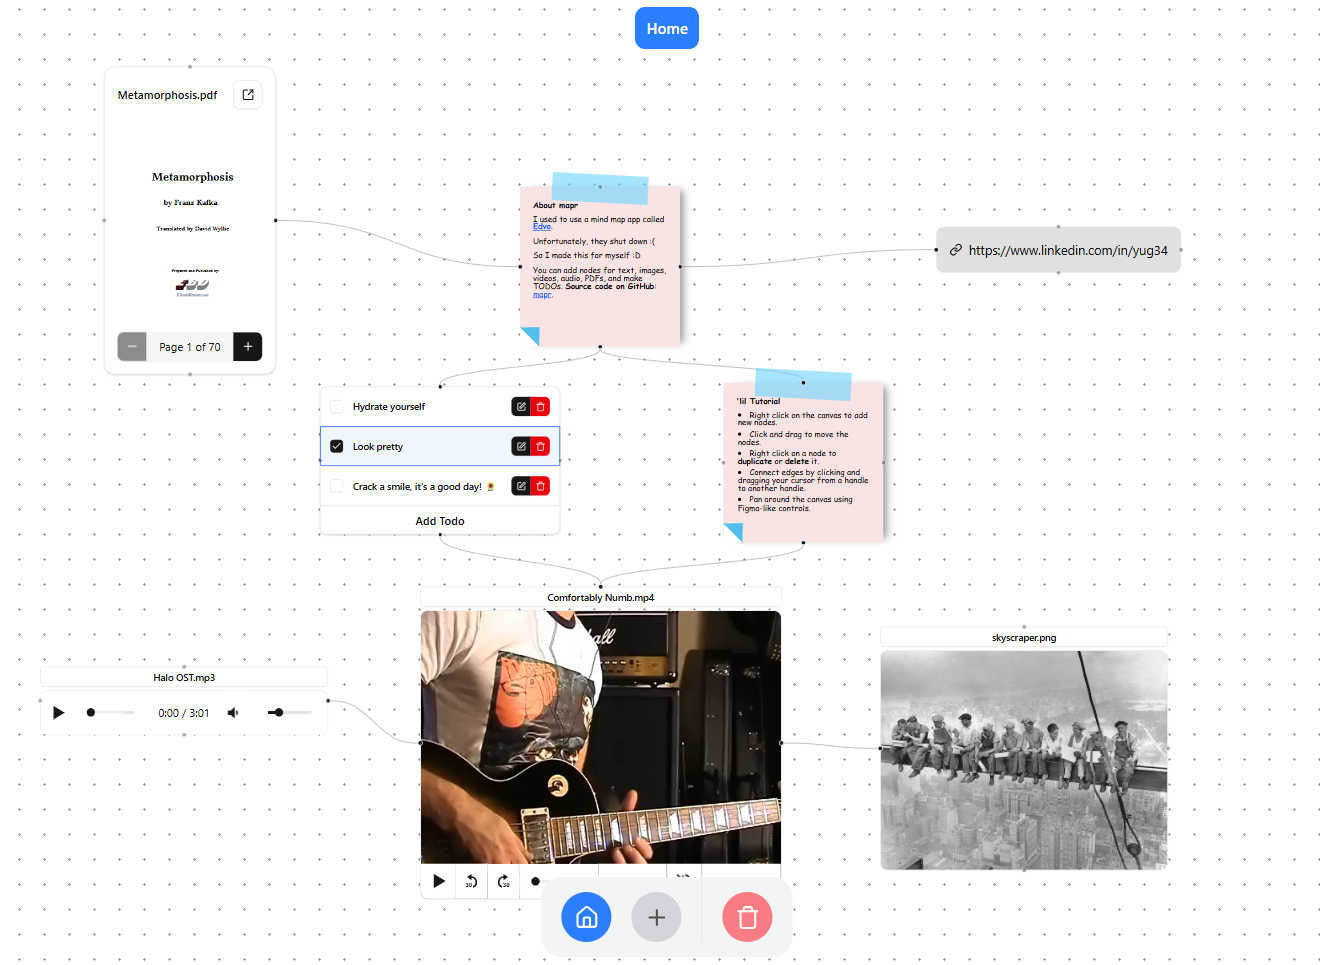 Home
Metamorphosis.pdf
Metamorphosis
by Franz Kafka
Translated by David Wyllie
Prepared and Published by:
Page 1 of 70
About mapr
I used to use a mind map app called
Edvo.
Unfortunately, they shut down :(
So I made this for myself :D
You can add nodes for text, images,
videos, audio, PDFs, and make
TODOs. Source code on GitHub:
mapr.
https://www.linkedin.com/in/yug34
Hydrate yourself
Look pretty
Crack a smile, it's a good day! 🌻
Add Todo
'lil Tutorial
• Right click on the canvas to add
new nodes.
• Click and drag to move the
nodes.
• Right click on a node to
duplicate or delete it.
• Connect edges by clicking and
dragging your cursor from a handle
to another handle.
• Pan around the canvas using
Figma-like controls.
Comfortably Numb.mp4
skyscraper.png
Halo OST.mp3
0:00 / 3:01
30
30